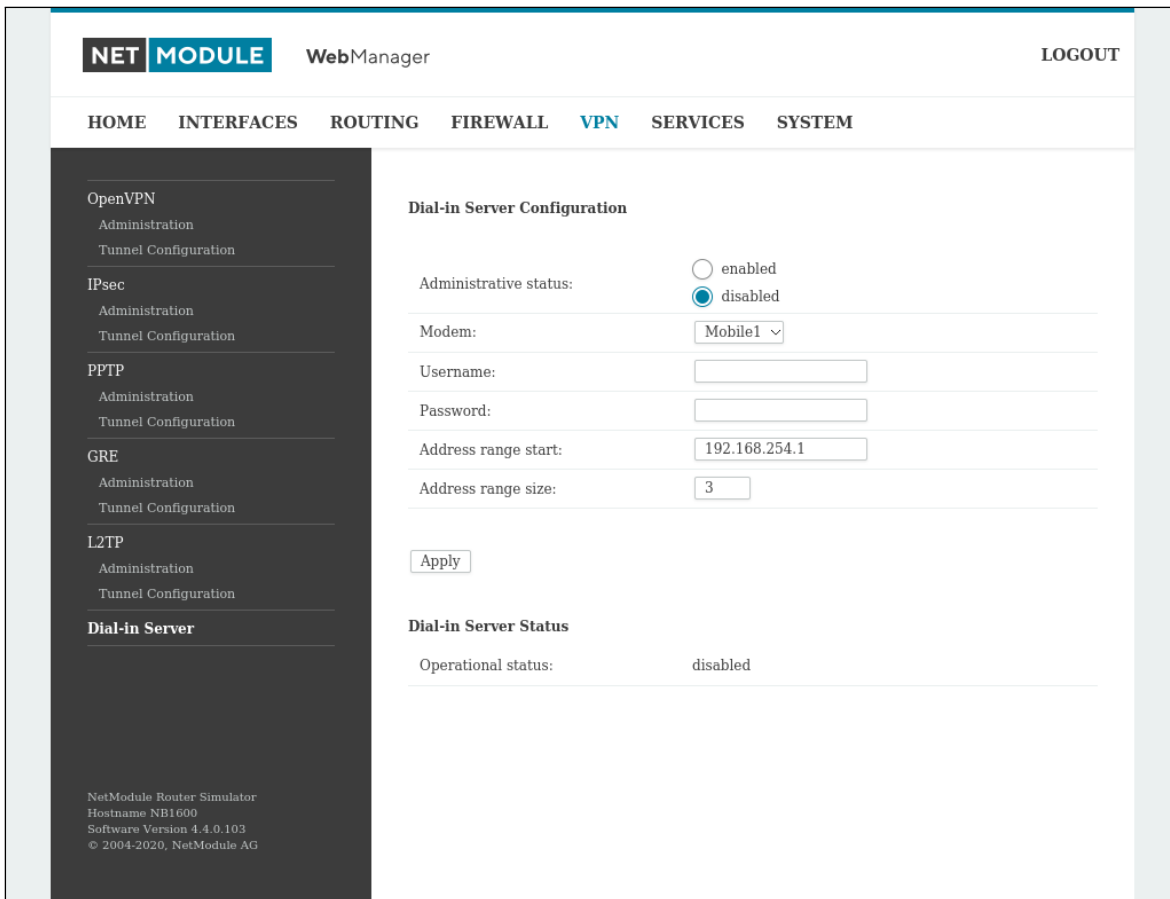 NET MODULE WebManager LOGOUT
HOME INTERFACES ROUTING FIREWALL VPN SERVICES SYSTEM
OpenVPN
Administration
Tunnel Configuration
IPsec
Administration
Tunnel Configuration
PPTP
Administration
Tunnel Configuration
GRE
Administration
Tunnel Configuration
L2TP
Administration
Tunnel Configuration
Dial-in Server
NetModule Router Simulator
Hostname NB1600
Software Version 4.4.0.103
© 2004-2020, NetModule AG
Dial-in Server Configuration
Administrative status: enabled
disabled
Modem: Mobile1
Username:
Password:
Address range start: 192.168.254.1
Address range size: 3
Apply
Dial-in Server Status
Operational status: disabled